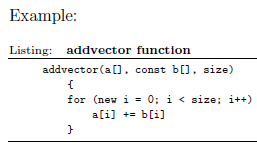 Example:
Listing: addvector function
addvector(a[], const b[], size)
{
for (new i = 0; i < size; i++)
a[i] += b[i]
}